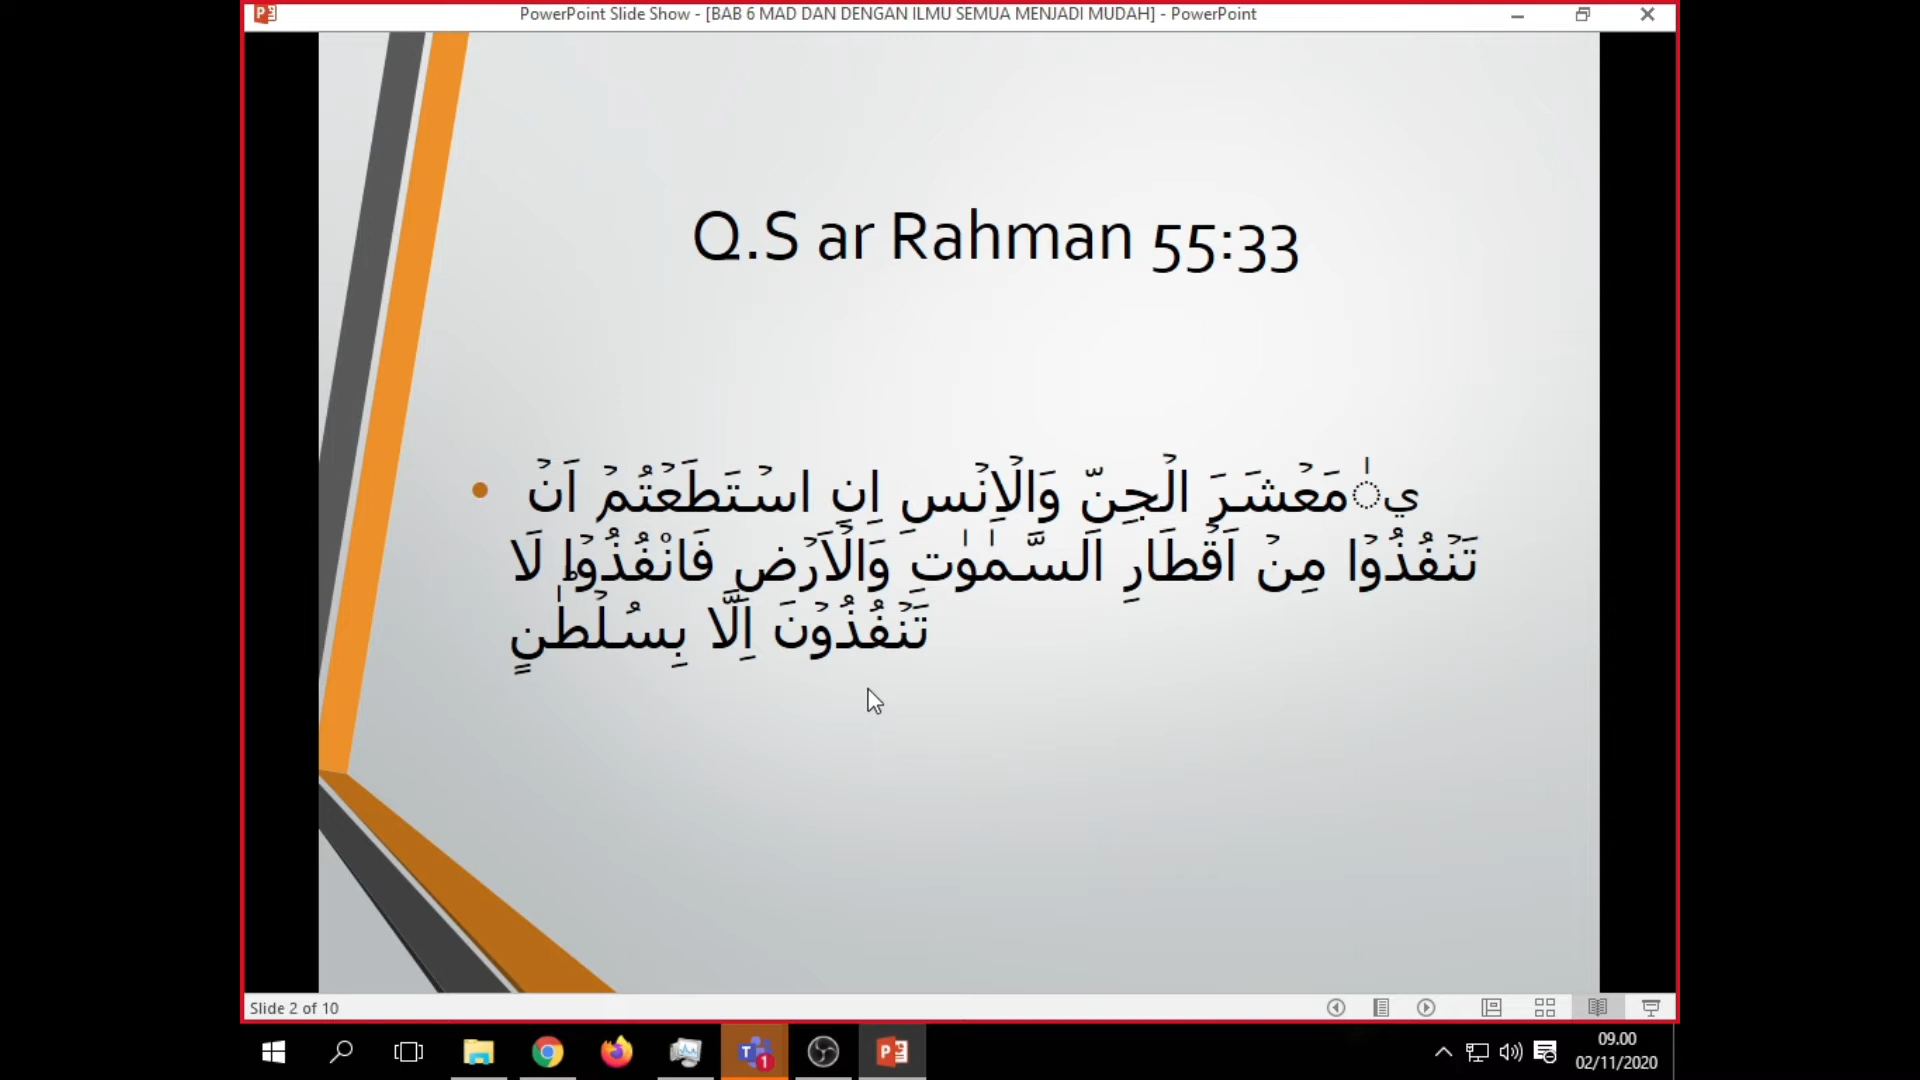 PowerPoint Slide Show - [BAB 6 MAD DAN DENGAN ILMU SEMUA MENJADI MUDAH] - PowerPoint
Q.S ar Rahman 55:33
يٰمَعۡشَرَ الۡجِنِّ وَالۡاِنۡسِ اِنِ اسۡتَطَعۡتُمۡ اَنۡ
تَنۡفُذُوۡا مِنۡ اَقۡطَارِ السَّمٰوٰتِ وَالۡاَرۡضِ فَانْفُذُوۡا​ؕ لَا
تَنۡفُذُوۡنَ اِلَّا بِسُلۡطٰنٍ
Slide 2 of 10
09.00
02/11/2020